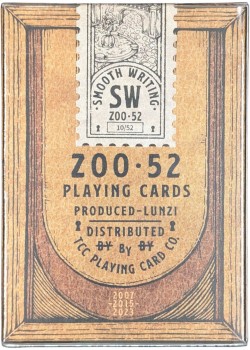 SMOOTH WRITING
SW
ZOO·52
10/52
ZOO·52
PLAYING CARDS
PRODUCED-LUNZI
DISTRIBUTED
BY By BY
TCC PLAYING CARD CO.
2007
-2015-
2023